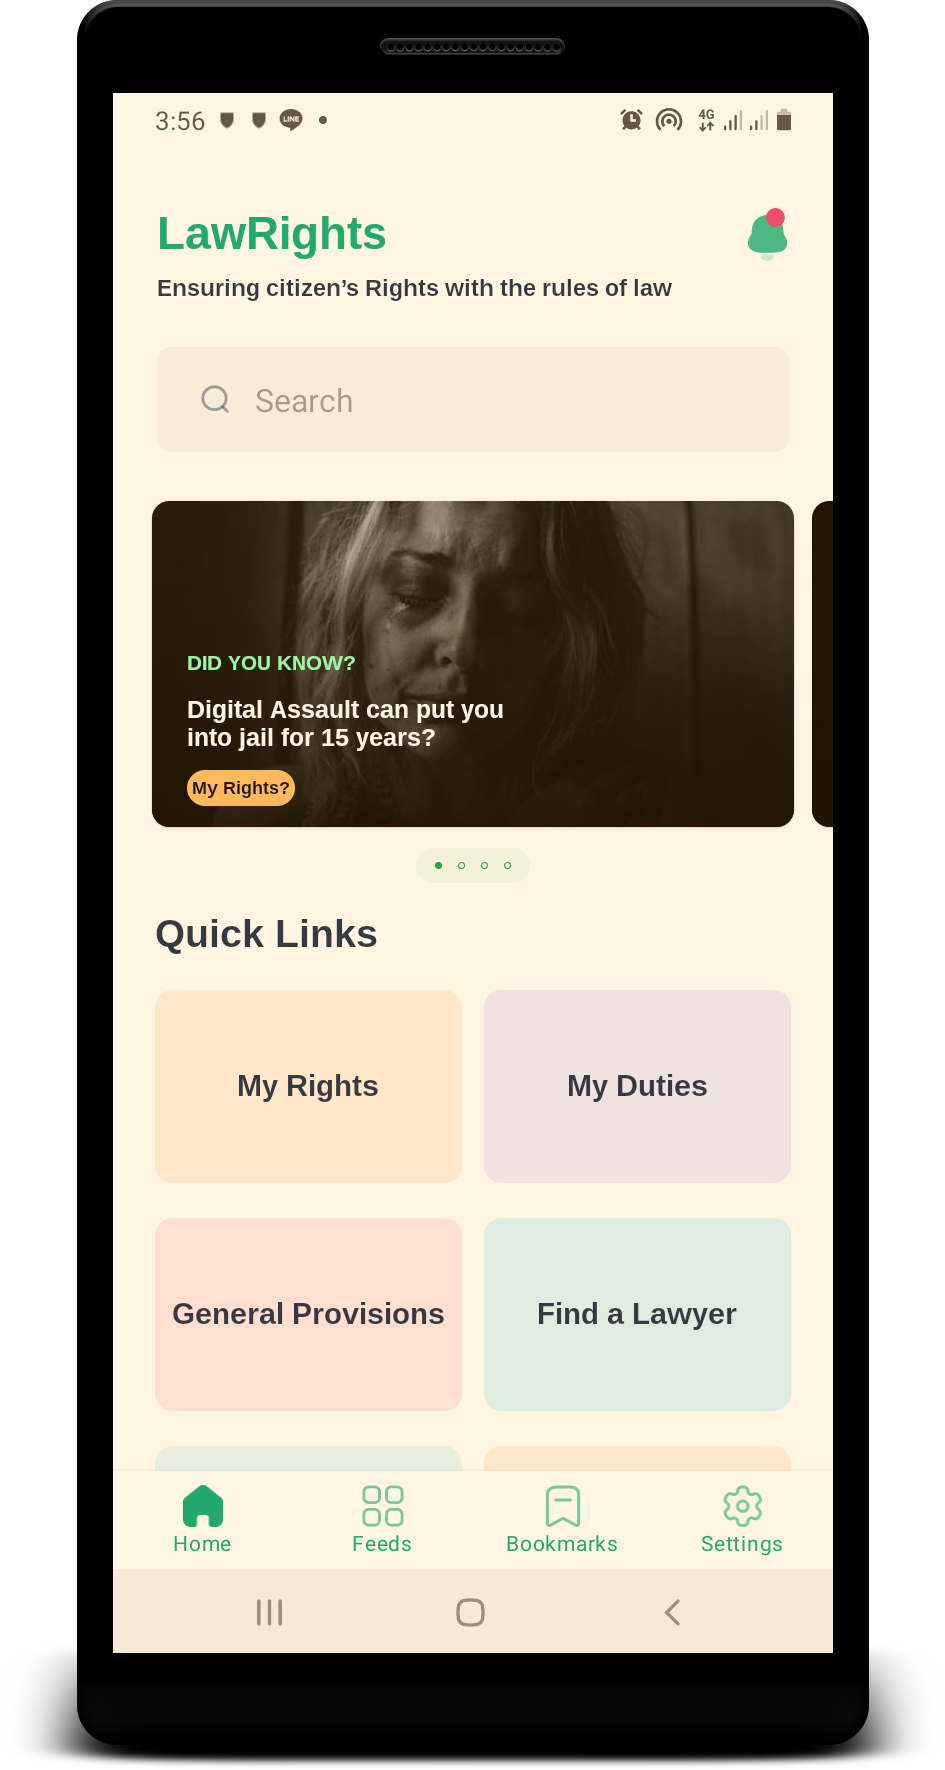 3:56
LINE
4G
LawRights
Ensuring citizen’s Rights with the rules of law
Search
DID YOU KNOW?
Digital Assault can put you
into jail for 15 years?
My Rights?
Quick Links
My Rights
My Duties
General Provisions
Find a Lawyer
Home
Feeds
Bookmarks
Settings